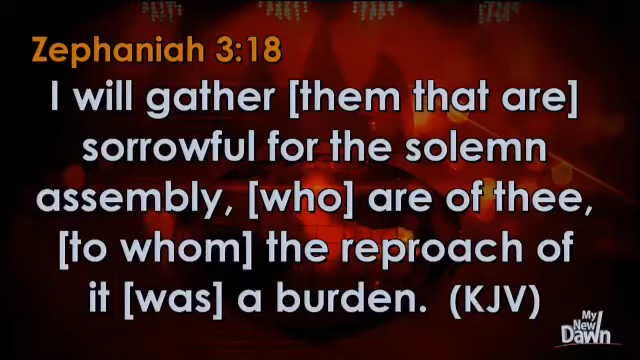 Zephaniah 3:18
I will gather [them that are]
sorrowful for the solemn
assembly, [who] are of thee,
[to whom] the reproach of
it [was] a burden. (KJV)
My
New
Dawn